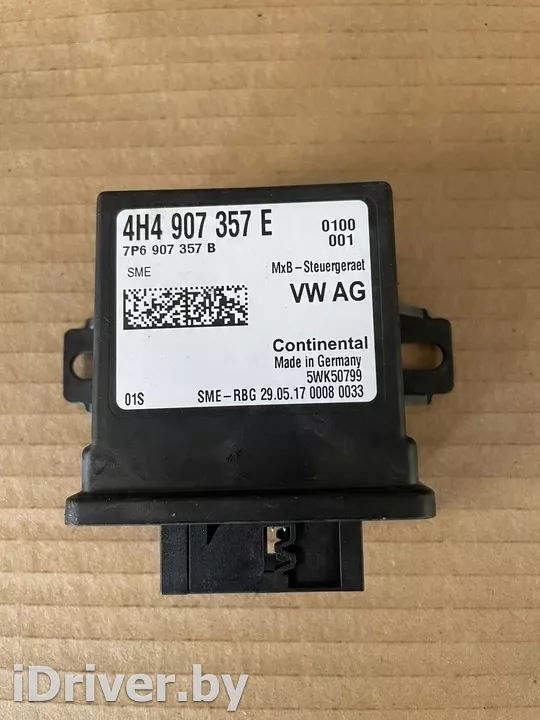 4H4 907 357 E 0100
7P6 907 357 B 001
SME MxB-Steuergeraet
VW AG
Continental
Made in Germany
5WK50799
01S SME-RBG 29.05.17 0008 0033
iDriver.by